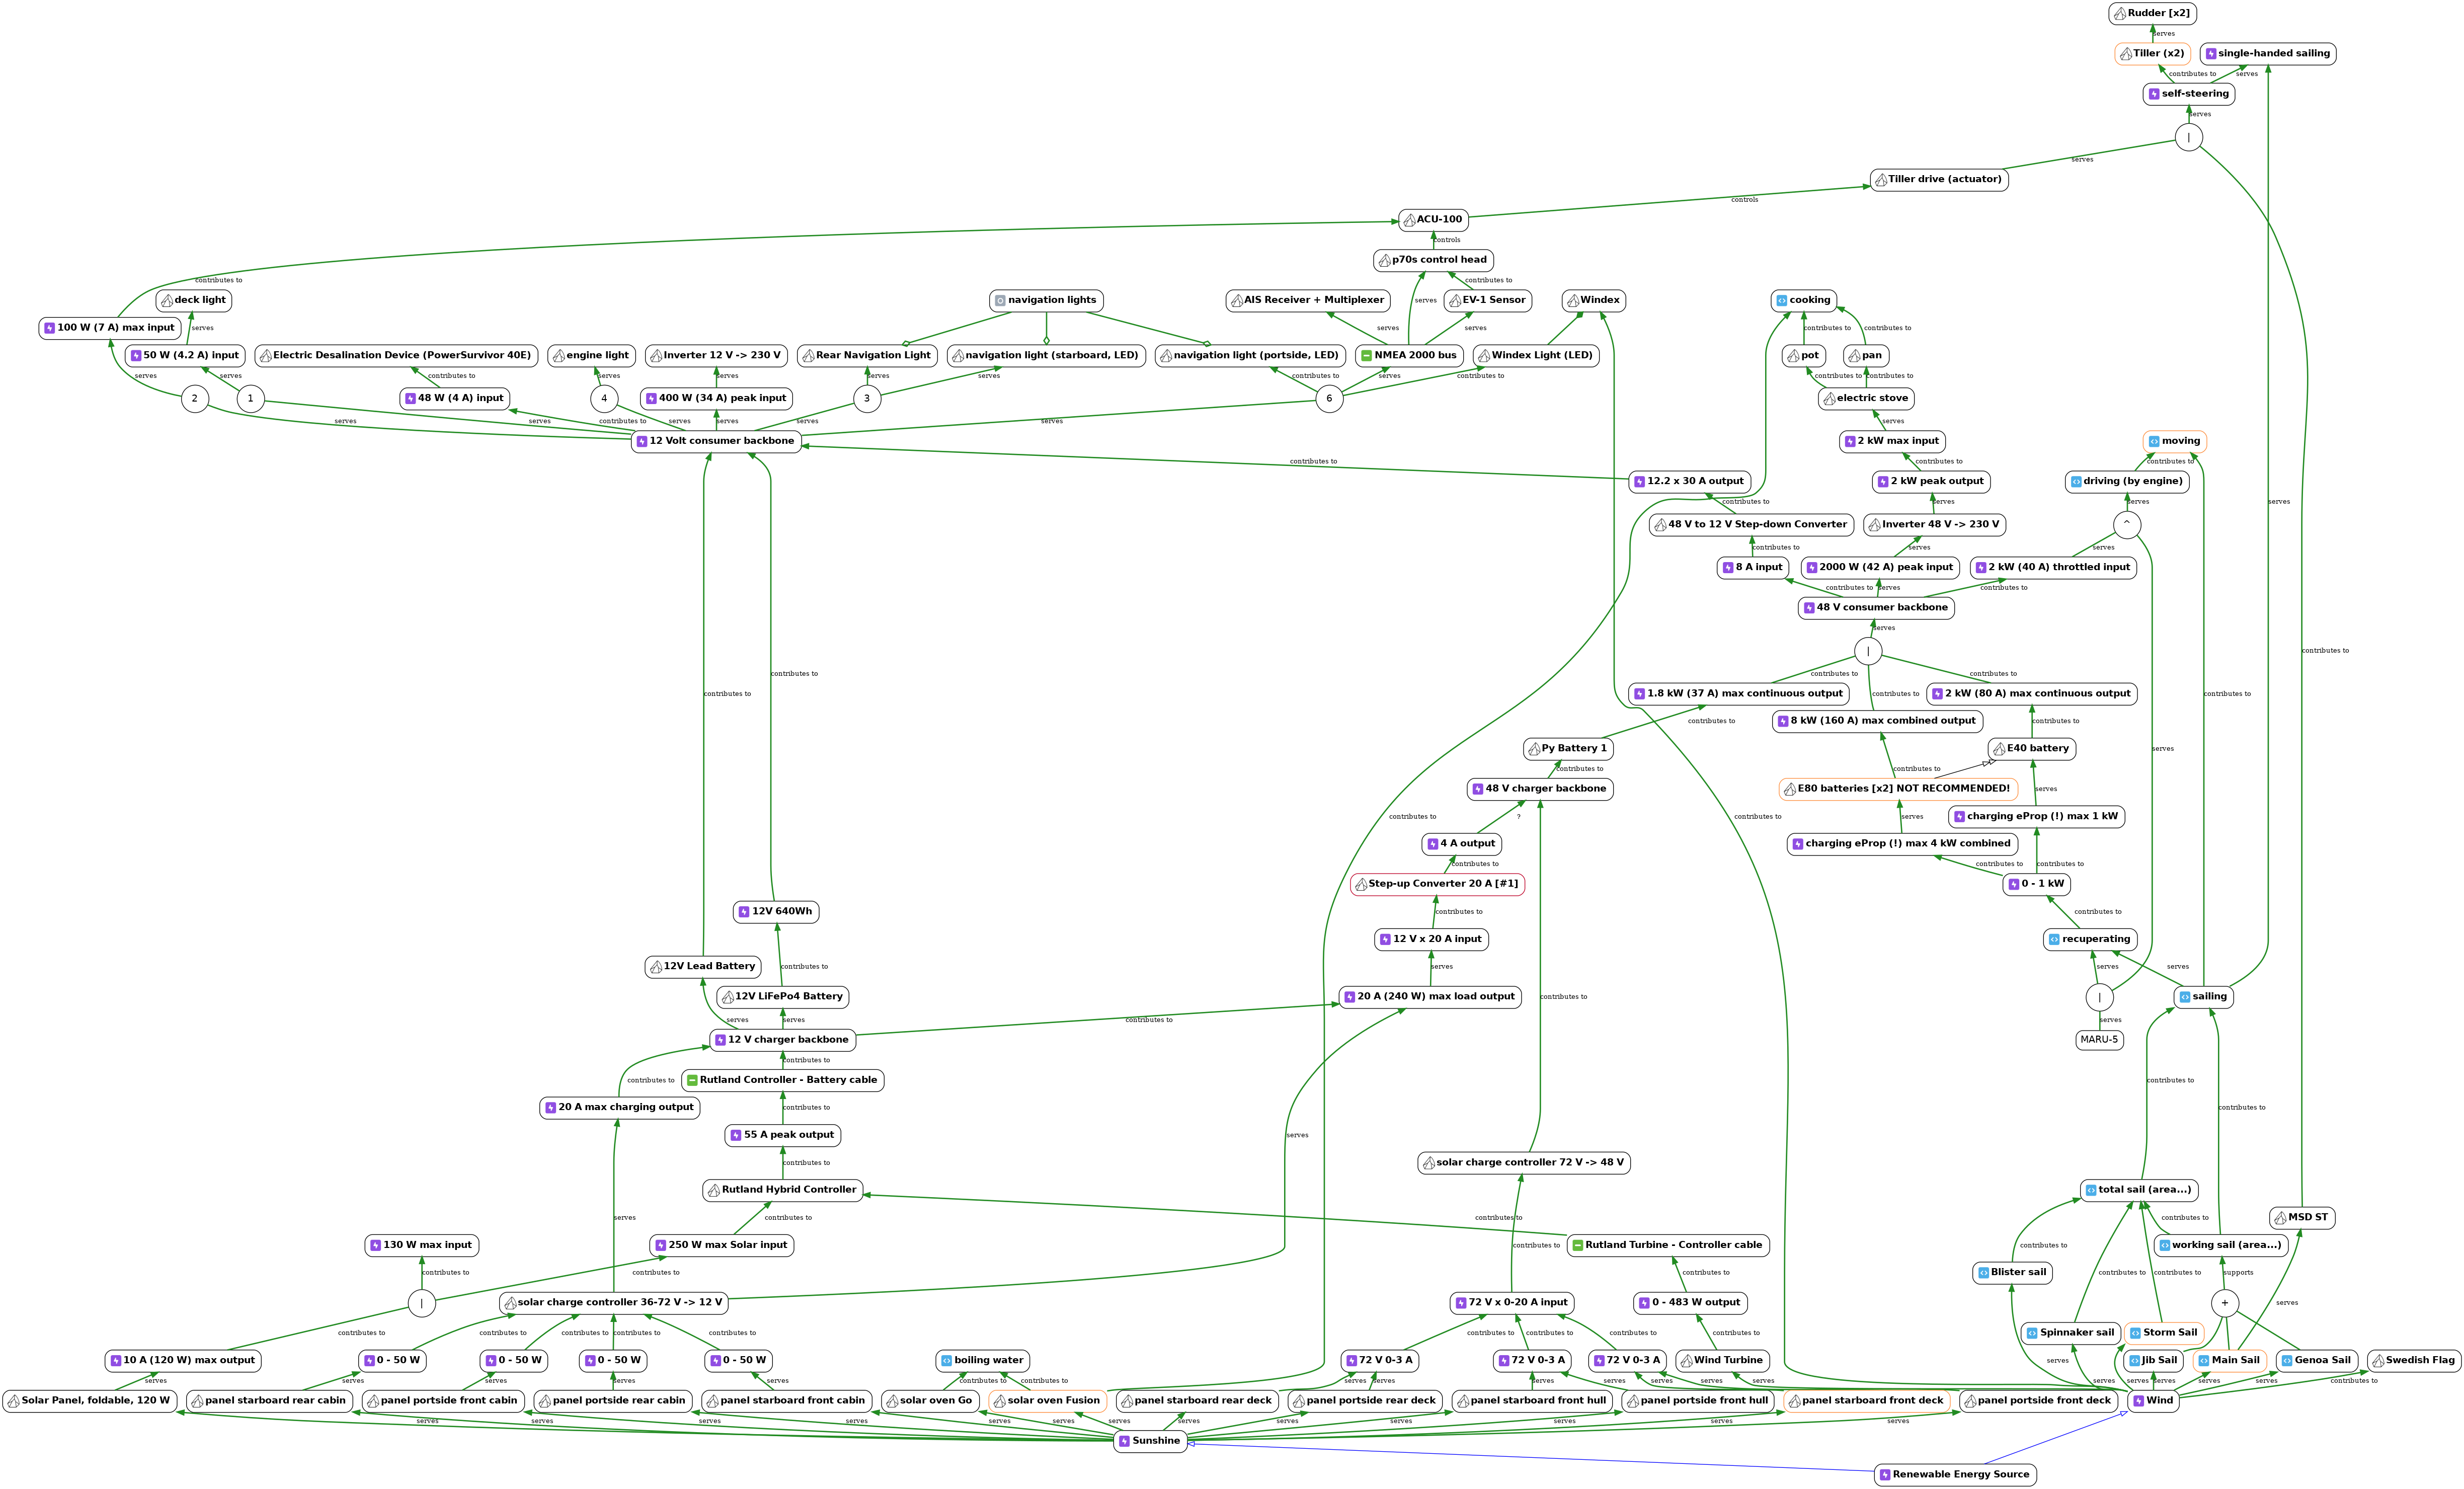 Rudder [x2]
serves
Tiller (x2)
single-handed sailing
contributes to
serves
self-steering
serves
|
serves
Tiller drive (actuator)
controls
ACU-100
controls
p70s control head
contributes to
contributes to
deck light
navigation lights
AIS Receiver + Multiplexer
serves
EV-1 Sensor
Windex
cooking
100 W (7 A) max input
serves
serves
serves
contributes to
contributes to
50 W (4.2 A) input
Electric Desalination Device (PowerSurvivor 40E)
engine light
Inverter 12 V -> 230 V
Rear Navigation Light
navigation light (starboard, LED)
navigation light (portside, LED)
NMEA 2000 bus
Windex Light (LED)
pot
pan
serves
serves
contributes to
serves
serves
serves
serves
contributes to
serves
contributes to
contributes to
contributes to
2
1
48 W (4 A) input
4
400 W (34 A) peak input
3
6
electric stove
serves
serves
contributes to
serves
serves
serves
serves
serves
12 Volt consumer backbone
2 kW max input
moving
contributes to
contributes to
contributes to
12.2 x 30 A output
2 kW peak output
driving (by engine)
contributes to
serves
serves
serves
48 V to 12 V Step-down Converter
Inverter 48 V -> 230 V
^
contributes to
serves
serves
8 A input
2000 W (42 A) peak input
2 kW (40 A) throttled input
contributes to
serves
contributes to
48 V consumer backbone
serves
|
contributes to
contributes to
contributes to
contributes to
contributes to
contributes to
contributes to
1.8 kW (37 A) max continuous output
2 kW (80 A) max continuous output
8 kW (160 A) max combined output
contributes to
contributes to
Py Battery 1
E40 battery
serves
contributes to
contributes to
48 V charger backbone
E80 batteries [x2] NOT RECOMMENDED!
serves
contributes to
?
contributes to
serves
charging eProp (!) max 1 kW
4 A output
charging eProp (!) max 4 kW combined
contributes to
contributes to
contributes to
Step-up Converter 20 A [#1]
0 - 1 kW
12V 640Wh
contributes to
contributes to
12 V x 20 A input
recuperating
12V Lead Battery
contributes to
serves
serves
serves
12V LiFePo4 Battery
20 A (240 W) max load output
contributes to
|
sailing
serves
serves
contributes to
serves
12 V charger backbone
MARU-5
contributes to
Rutland Controller - Battery cable
contributes to
contributes to
20 A max charging output
contributes to
contributes to
55 A peak output
serves
contributes to
solar charge controller 72 V -> 48 V
Rutland Hybrid Controller
total sail (area...)
serves
contributes to
contributes to
contributes to
MSD ST
130 W max input
250 W max Solar input
contributes to
Rutland Turbine - Controller cable
contributes to
working sail (area...)
contributes to
contributes to
contributes to
Blister sail
contributes to
contributes to
supports
|
solar charge controller 36-72 V -> 12 V
72 V x 0-20 A input
0 - 483 W output
+
serves
contributes to
contributes to
contributes to
contributes to
contributes to
contributes to
contributes to
contributes to
contributes to
Spinnaker sail
Storm Sail
10 A (120 W) max output
0 - 50 W
0 - 50 W
0 - 50 W
0 - 50 W
boiling water
72 V 0-3 A
72 V 0-3 A
72 V 0-3 A
Wind Turbine
Jib Sail
Main Sail
Genoa Sail
Swedish Flag
serves
serves
serves
serves
serves
contributes to
contributes to
serves
serves
serves
serves
serves
serves
serves
serves
serves
serves
serves
serves
serves
contributes to
Solar Panel, foldable, 120 W
panel starboard rear cabin
panel portside front cabin
panel portside rear cabin
panel starboard front cabin
solar oven Go
solar oven Fusion
panel starboard rear deck
panel portside rear deck
panel starboard front hull
panel portside front hull
panel starboard front deck
panel portside front deck
Wind
serves
serves
serves
serves
serves
serves
serves
serves
serves
serves
serves
serves
serves
Sunshine
Renewable Energy Source